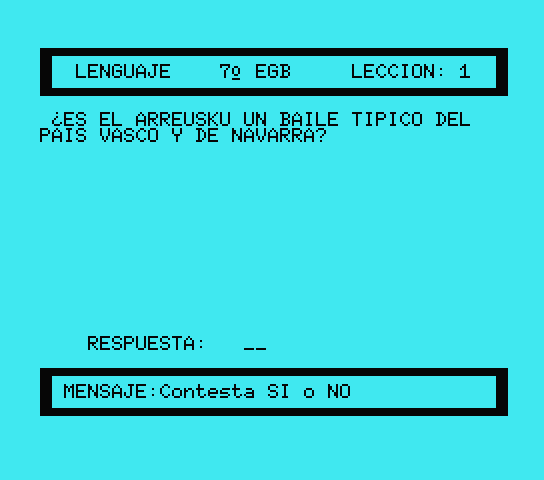 LENGUAJE 7º EGB LECCION: 1
¿ES EL ARREUSKU UN BAILE TIPICO DEL
PAIS VASCO Y DE NAVARRA?
RESPUESTA: __
MENSAJE:Contesta SI o NO